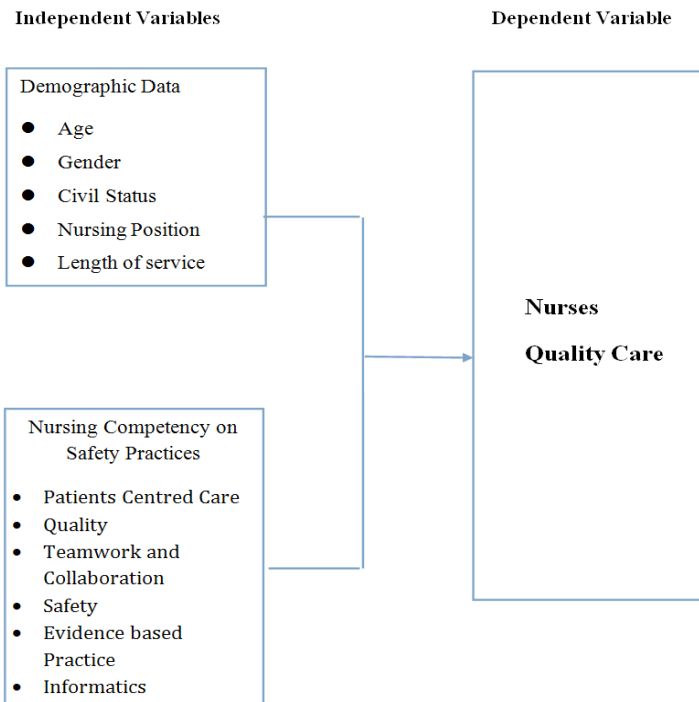 Independent Variables
Dependent Variable
Demographic Data
● Age
● Gender
● Civil Status
● Nursing Position
● Length of service
Nurses
Quality Care
Nursing Competency on
Safety Practices
• Patients Centred Care
• Quality
• Teamwork and
Collaboration
• Safety
• Evidence based
Practice
• Informatics